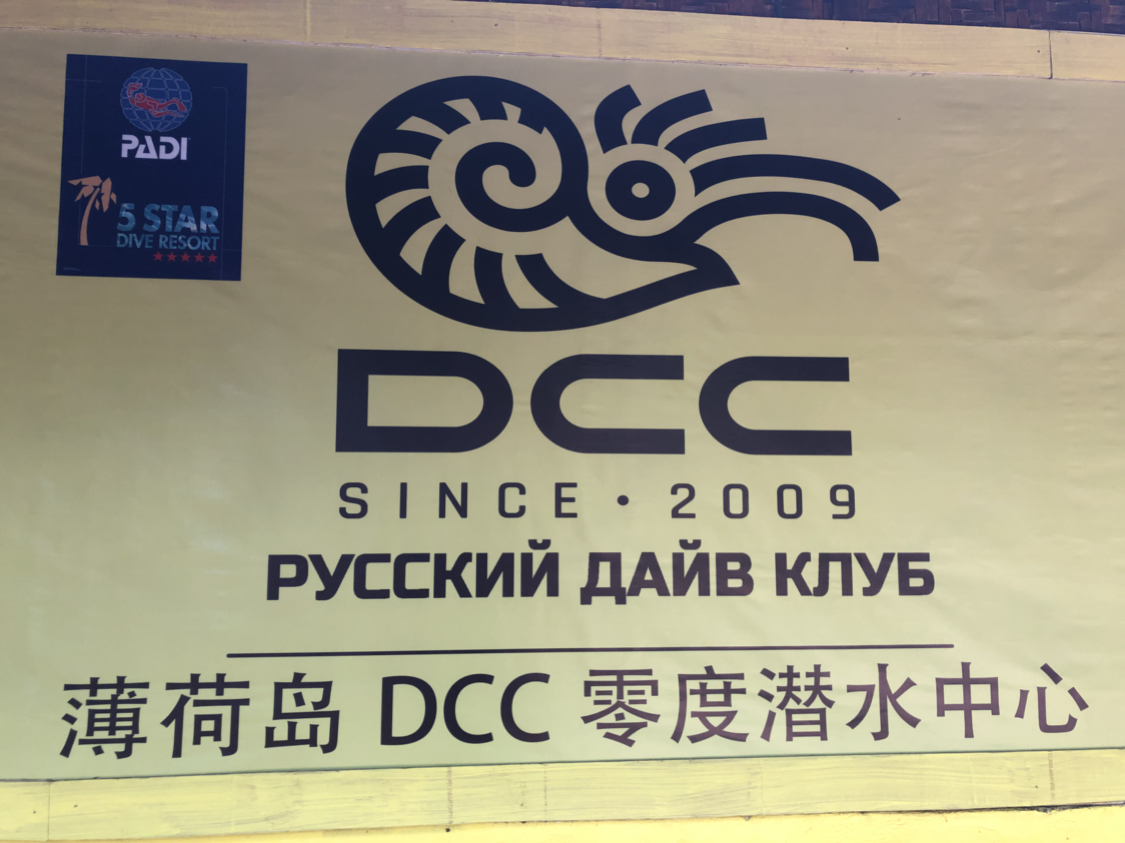 PADI
5 STAR
DIVE RESORT
DCC
SINCE · 2009
РУССКИЙ ДАЙВ КЛУБ
薄荷岛 DCC 零度潜水中心